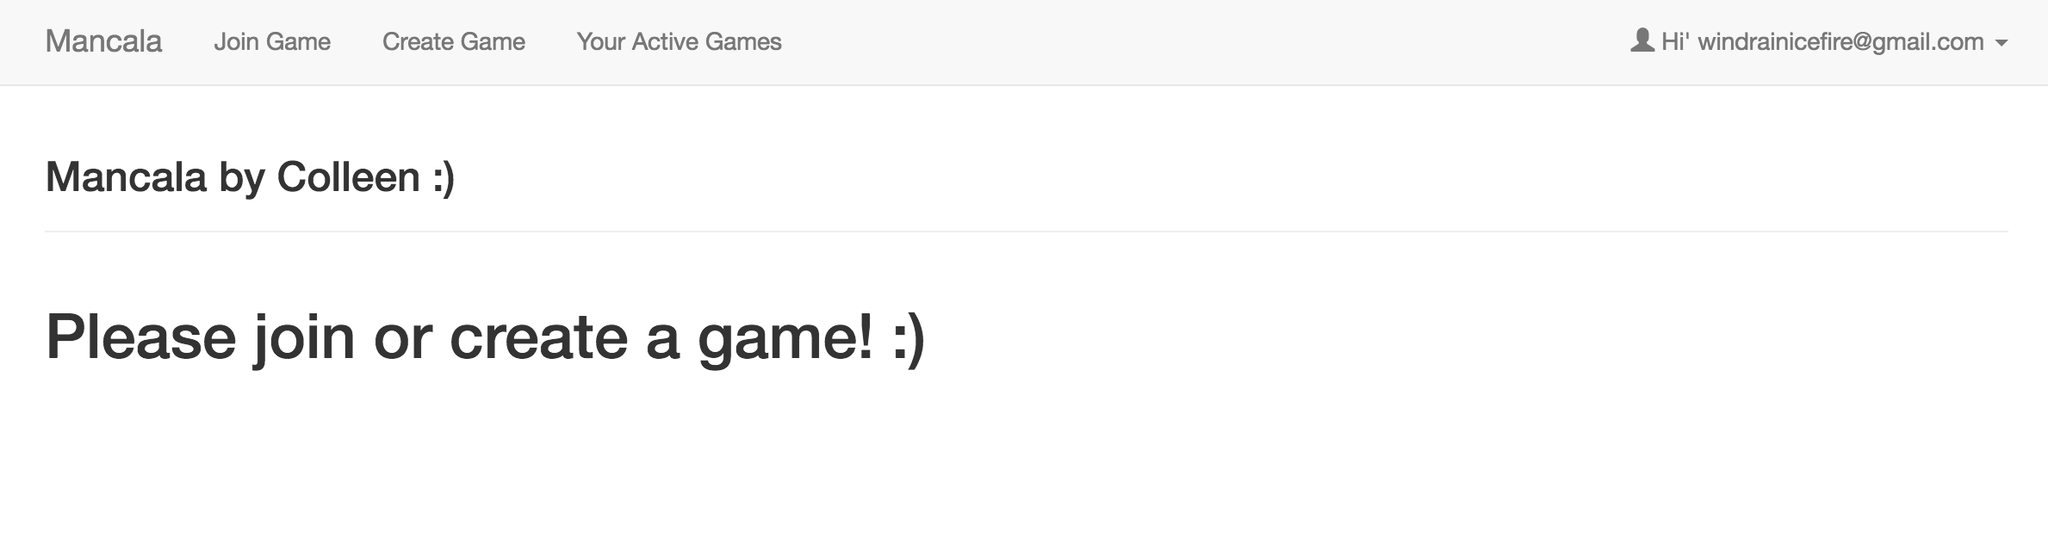 Mancala Join Game Create Game Your Active Games Hi' windrainicefire@gmail.com
Mancala by Colleen :)
Please join or create a game! :)